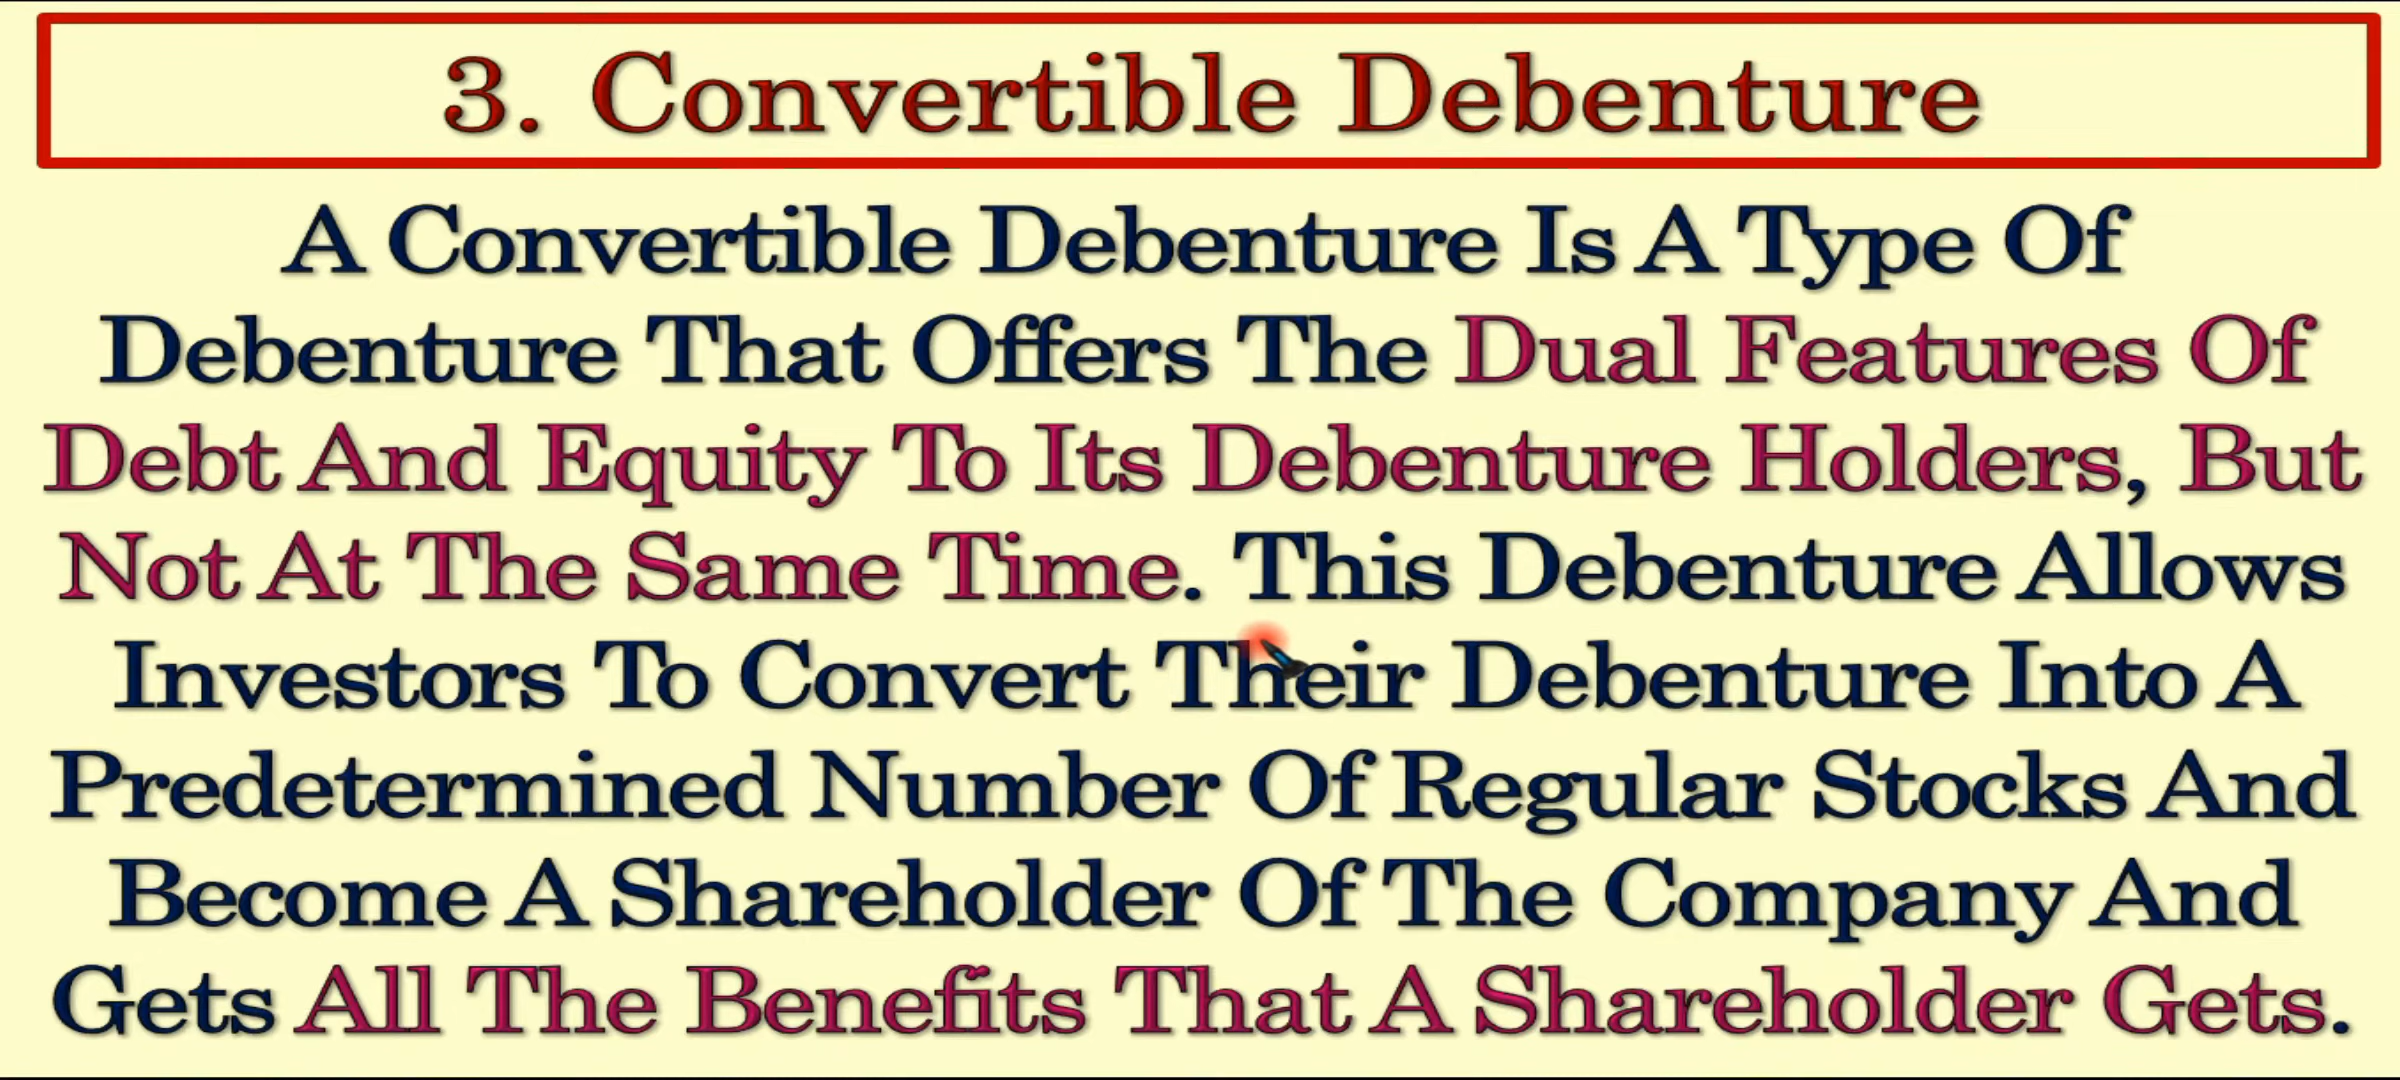 3. Convertible Debenture
A Convertible Debenture Is A Type Of
Debenture That Offers The Dual Features Of
Debt And Equity To Its Debenture Holders, But
Not At The Same Time. This Debenture Allows
Investors To Convert Their Debenture Into A
Predetermined Number Of Regular Stocks And
Become A Shareholder Of The Company And
Gets All The Benefits That A Shareholder Gets.